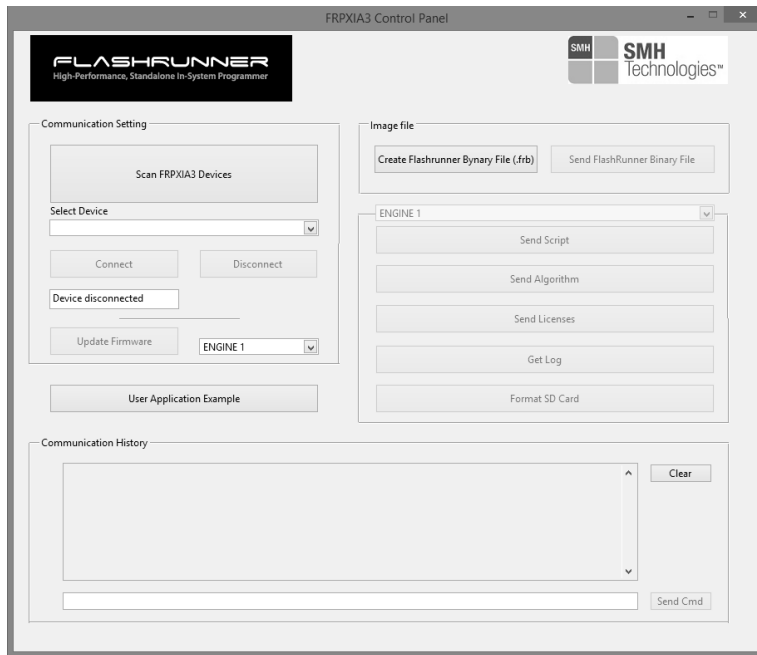 FRPXIA3 Control Panel
FLASHRUNNER
High-Performance, Standalone In-System Programmer
SMH
SMH
Technologies™
Communication Setting
Scan FRPXIA3 Devices
Select Device
Connect
Disconnect
Device disconnected
Update Firmware
ENGINE 1
User Application Example
Image file
Create Flashrunner Bynary File (.frb)
Send FlashRunner Binary File
ENGINE 1
Send Script
Send Algorithm
Send Licenses
Get Log
Format SD Card
Communication History
Clear
Send Cmd